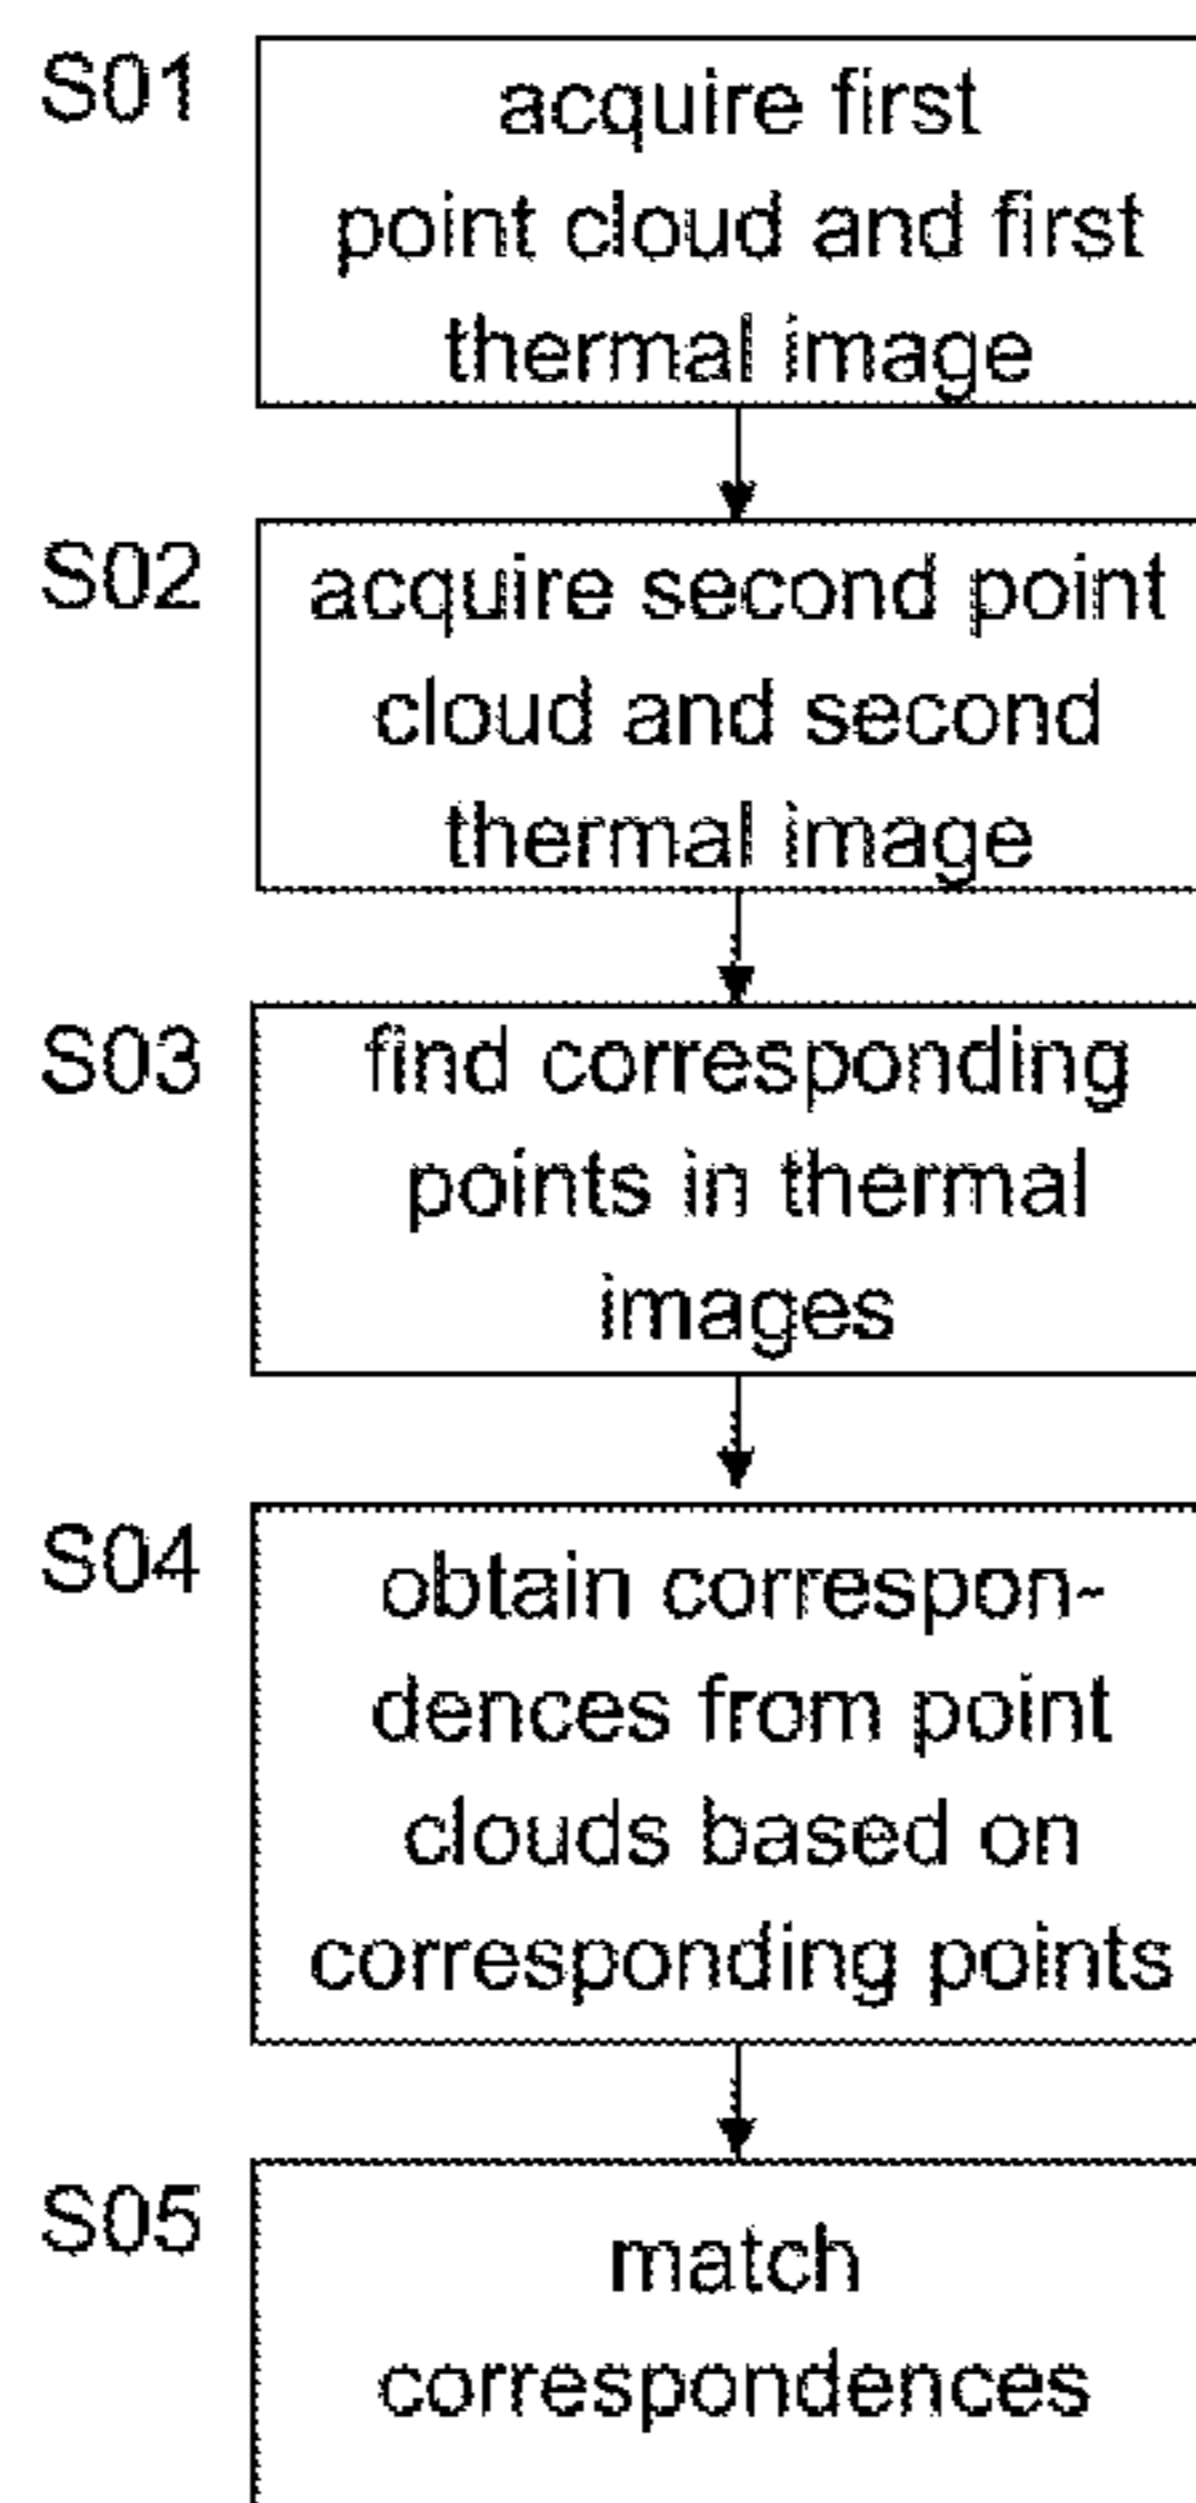 S01
acquire first
point cloud and first
thermal image
S02
acquire second point
cloud and second
thermal image
S03
find corresponding
points in thermal
images
S04
obtain correspon-
dences from point
clouds based on
corresponding points
S05
match
correspondences